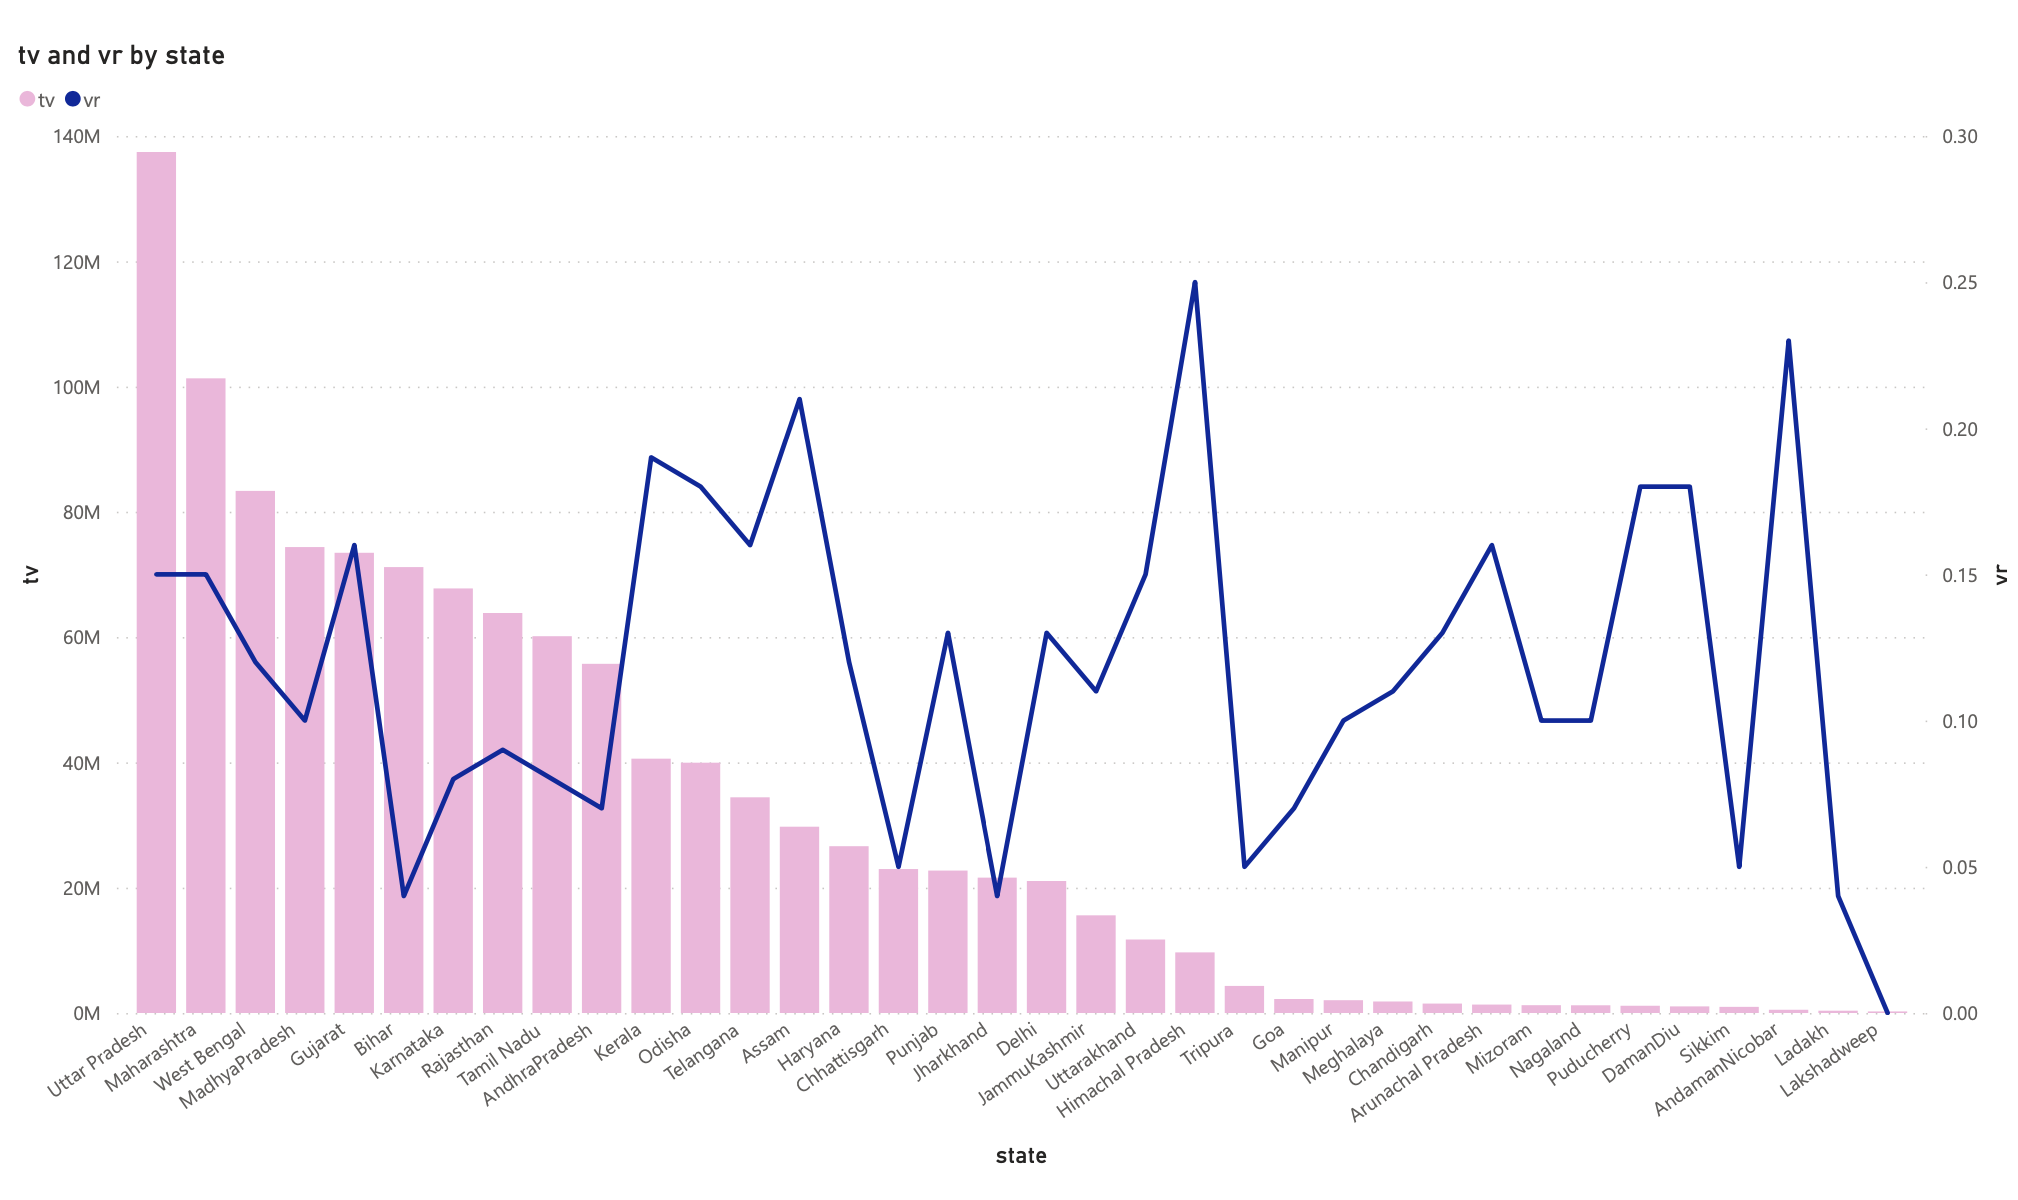 tv and vr by state
tv vr
140M
120M
100M
80M
60M
40M
20M
0M
tv
0.30
0.25
0.20
0.15
0.10
0.05
0.00
vr
Uttar Pradesh
Maharashtra
West Bengal
MadhyaPradesh
Gujarat
Bihar
Karnataka
Rajasthan
Tamil Nadu
AndhraPradesh
Kerala
Odisha
Telangana
Assam
Haryana
Chhattisgarh
Punjab
Jharkhand
Delhi
JammuKashmir
Uttarakhand
Himachal Pradesh
Tripura
Goa
Manipur
Meghalaya
Chandigarh
Arunachal Pradesh
Mizoram
Nagaland
Puducherry
DamanDiu
Sikkim
AndamanNicobar
Ladakh
Lakshadweep
state